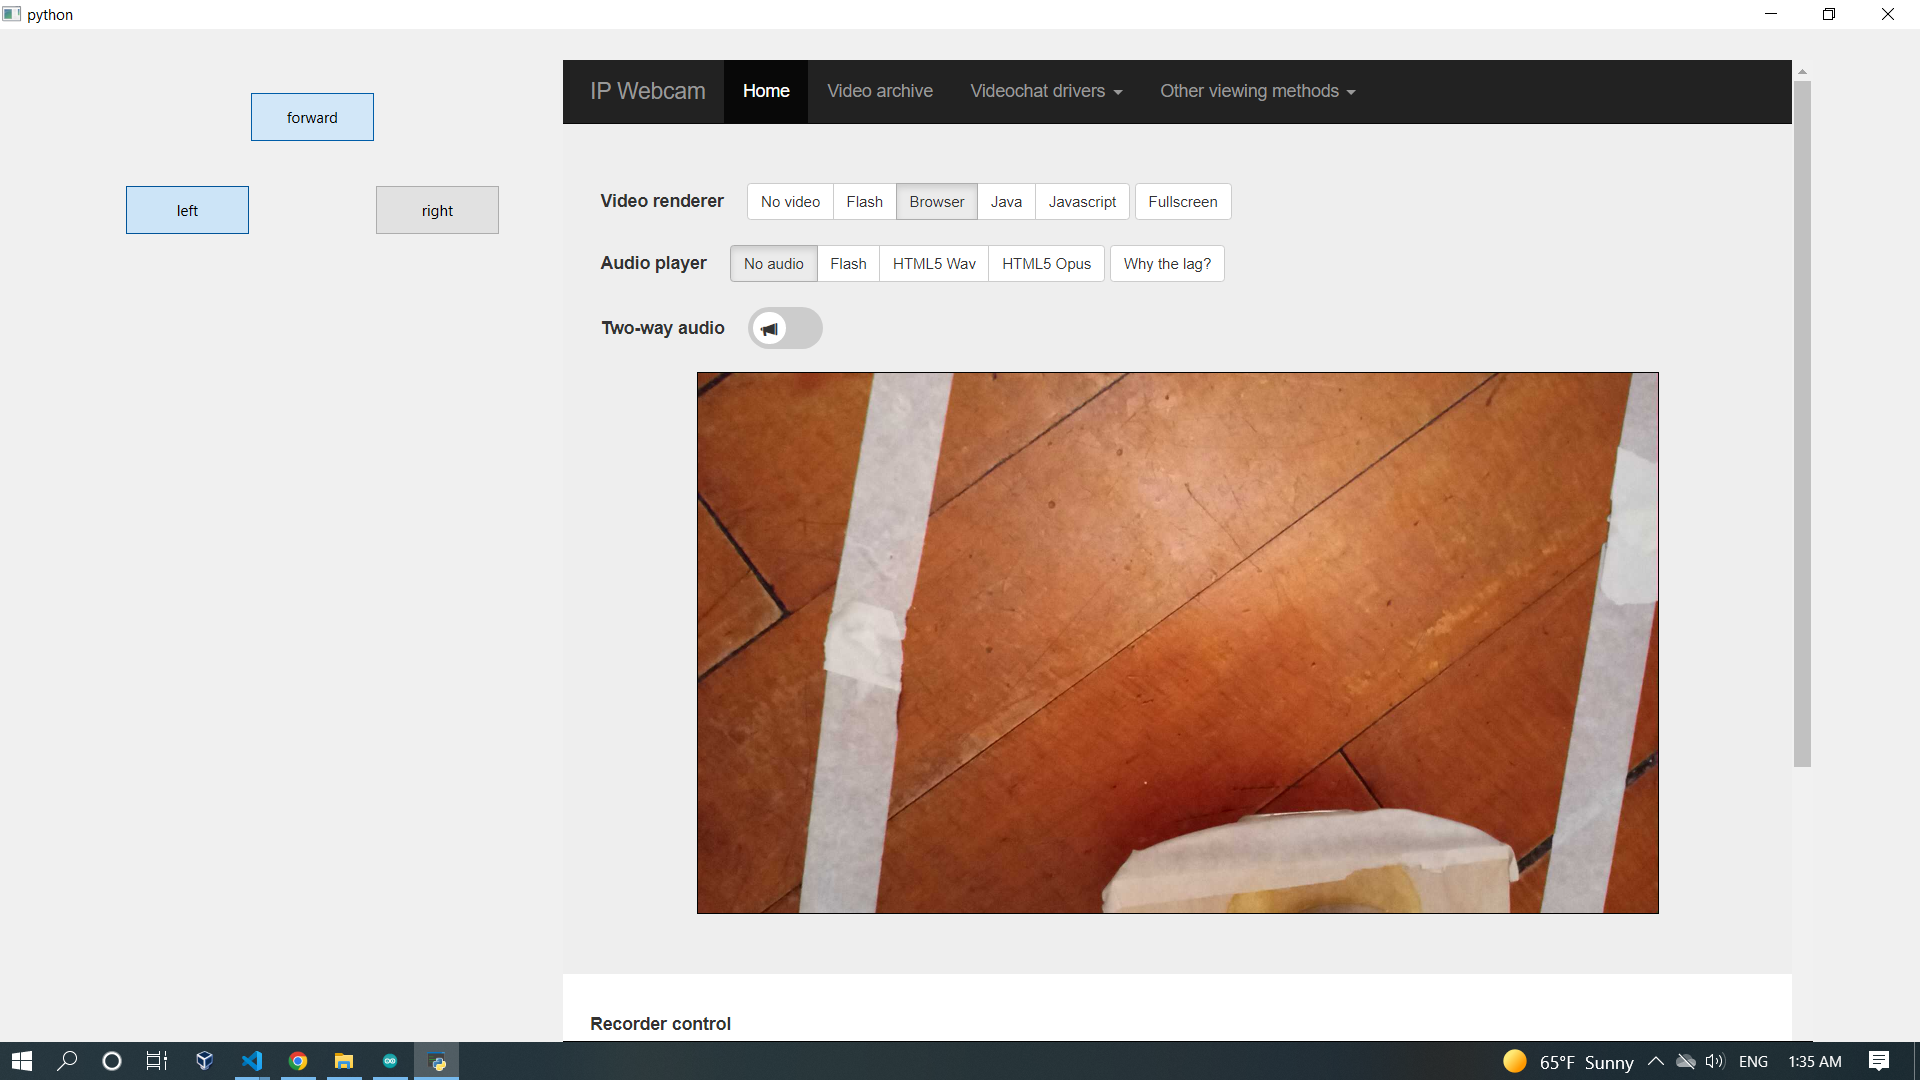 python
forward
left
right
IP Webcam Home Video archive Videochat drivers Other viewing methods
Video renderer No video Flash Browser Java Javascript Fullscreen
Audio player No audio Flash HTML5 Wav HTML5 Opus Why the lag?
Two-way audio
Recorder control
65°F Sunny ENG 1:35 AM